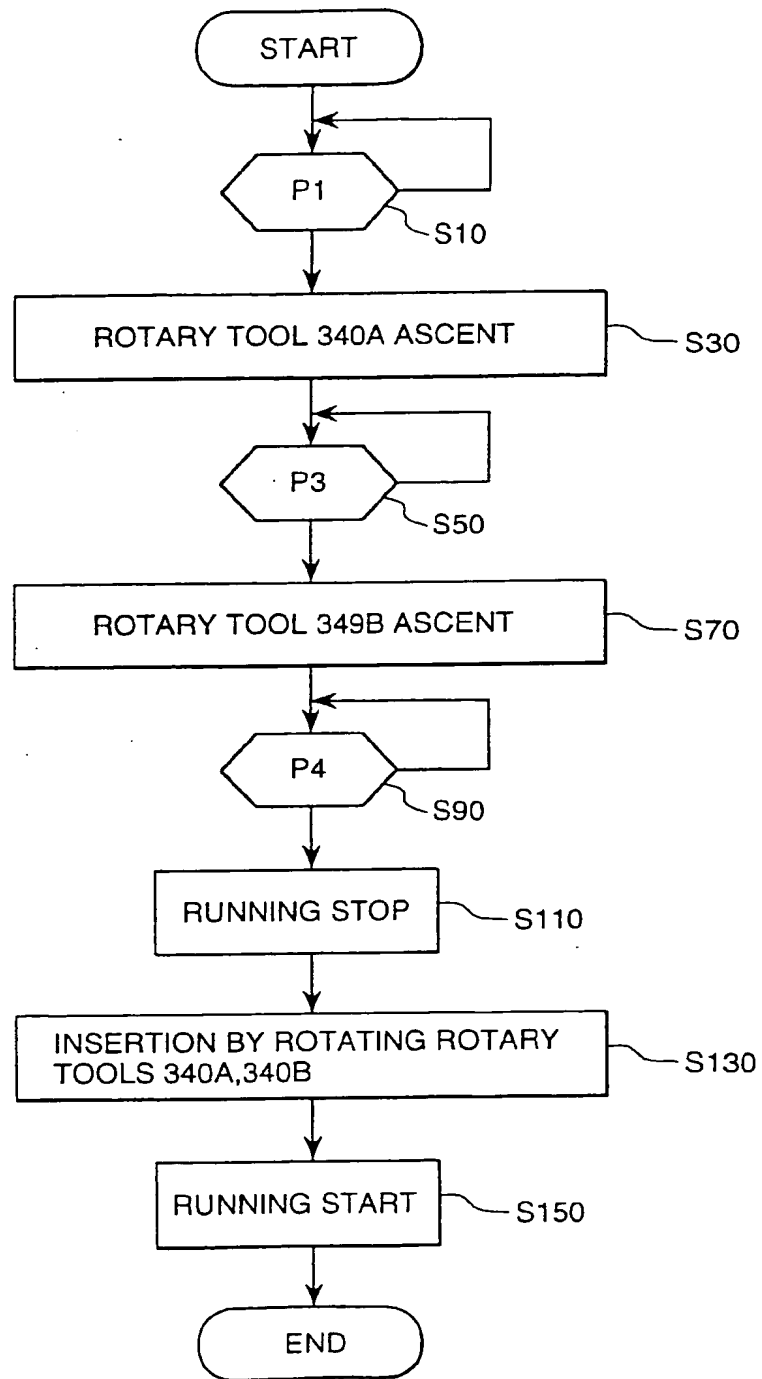 START
P1
S10
ROTARY TOOL 340A ASCENT
S30
P3
S50
ROTARY TOOL 349B ASCENT
S70
P4
S90
RUNNING STOP
S110
INSERTION BY ROTATING ROTARY
TOOLS 340A,340B
S130
RUNNING START
S150
END